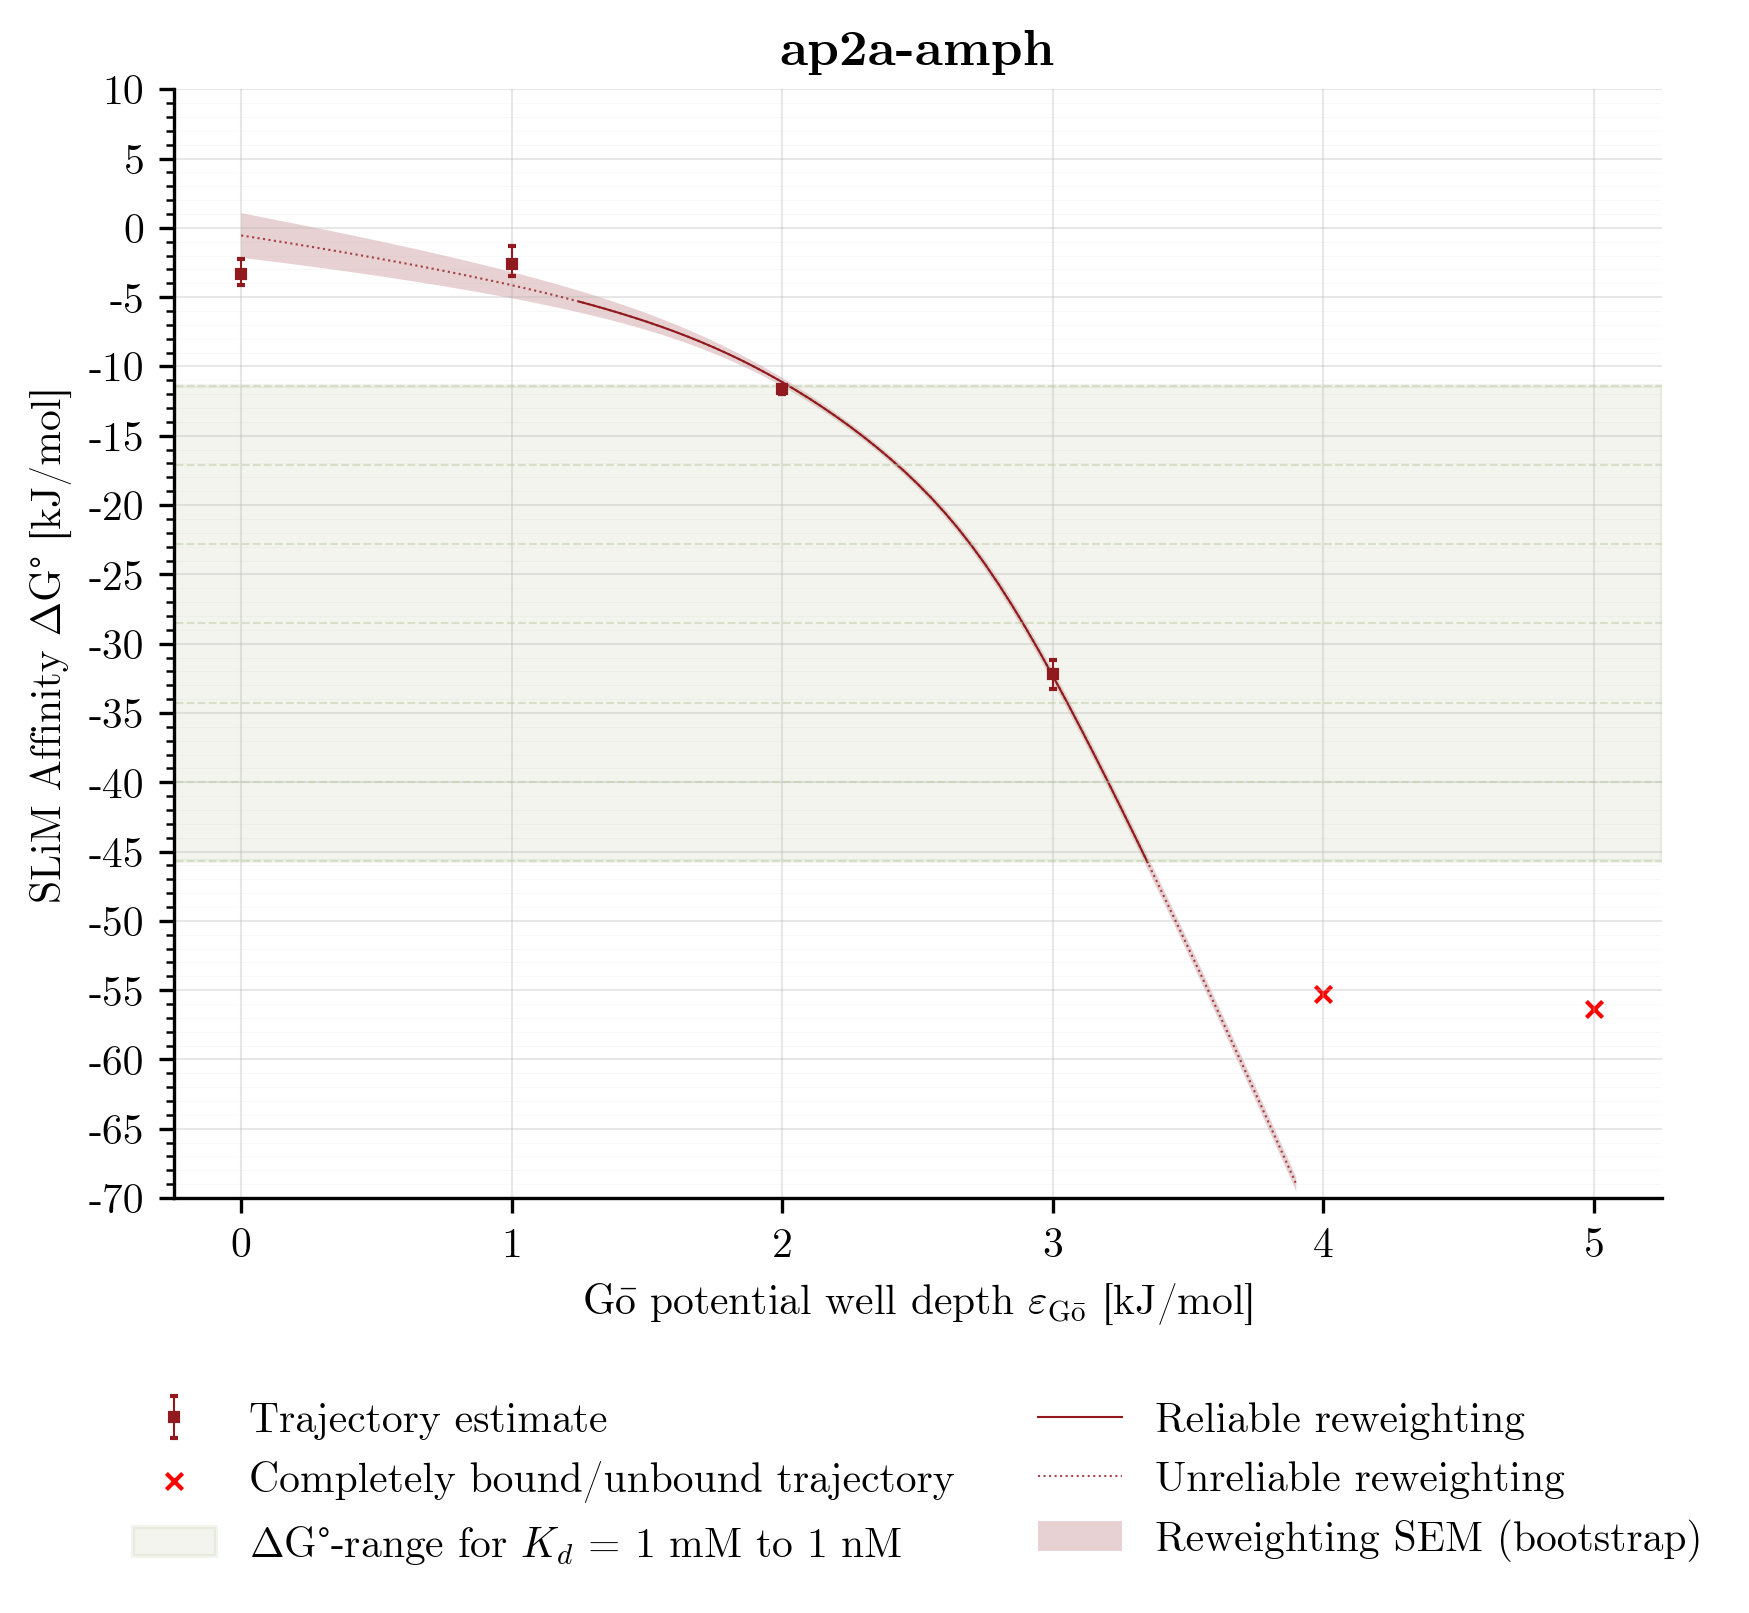 ap2a-amph
10
5
0
-5
-10
-15
-20
-25
-30
-35
-40
-45
-50
-55
-60
-65
-70
SLiM Affinity ΔG° [kJ/mol]
0 1 2 3 4 5
Gō potential well depth ε_Gō [kJ/mol]
Trajectory estimate
Completely bound/unbound trajectory
ΔG°-range for K_d = 1 mM to 1 nM
Reliable reweighting
Unreliable reweighting
Reweighting SEM (bootstrap)